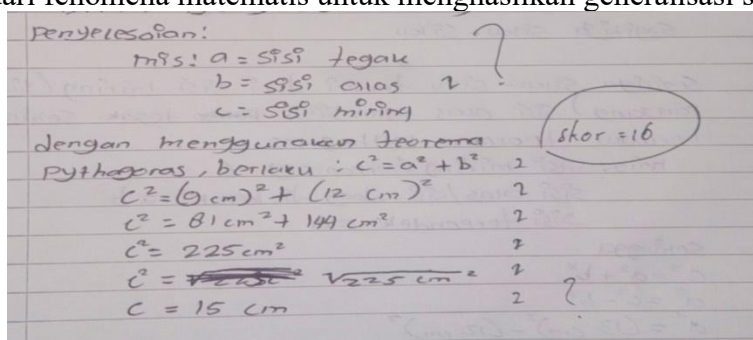 dari fenomena matematis untuk menghasilkan generalisasi s
Penyelesaian: ?
mis: a = sisi tegak
b = sisi alas 2
c = sisi miring
dengan menggunakan teorema skor = 16
Pythagoras, berlaku : c² = a² + b² 2
c² = (9 cm)² + (12 cm)² 2
c² = 81 cm² + 144 cm² 2
c² = 225 cm² 2
c² = √225 cm² 2
c = 15 cm 2 ?